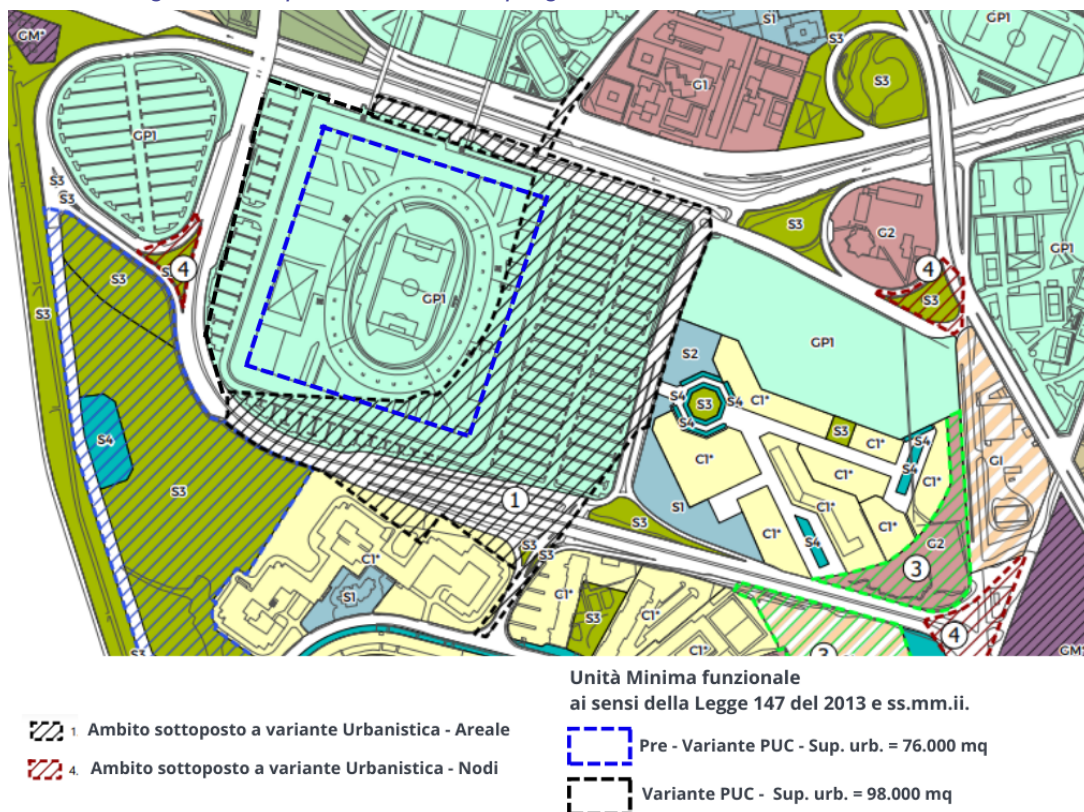 GM*
S1
S3
GP1
S3
G1
GP1
S3
S3
S3
GP1
G2
S3
4
4
S3
GP1
S3
S3
GP1
S2
S4
S3
S4
C1*
S4
S3
C1*
S4
S4
C1*
GI
S3
1
C1*
C1*
S1
S3
C1*
C1*
S4
G2
3
S3
S3
C1*
S1
C1*
S3
C1*
4
S3
C1*
3
GM*
Unità Minima funzionale
ai sensi della Legge 147 del 2013 e ss.mm.ii.
1. Ambito sottoposto a variante Urbanistica - Areale
Pre - Variante PUC - Sup. urb. = 76.000 mq
4. Ambito sottoposto a variante Urbanistica - Nodi
Variante PUC - Sup. urb. = 98.000 mq